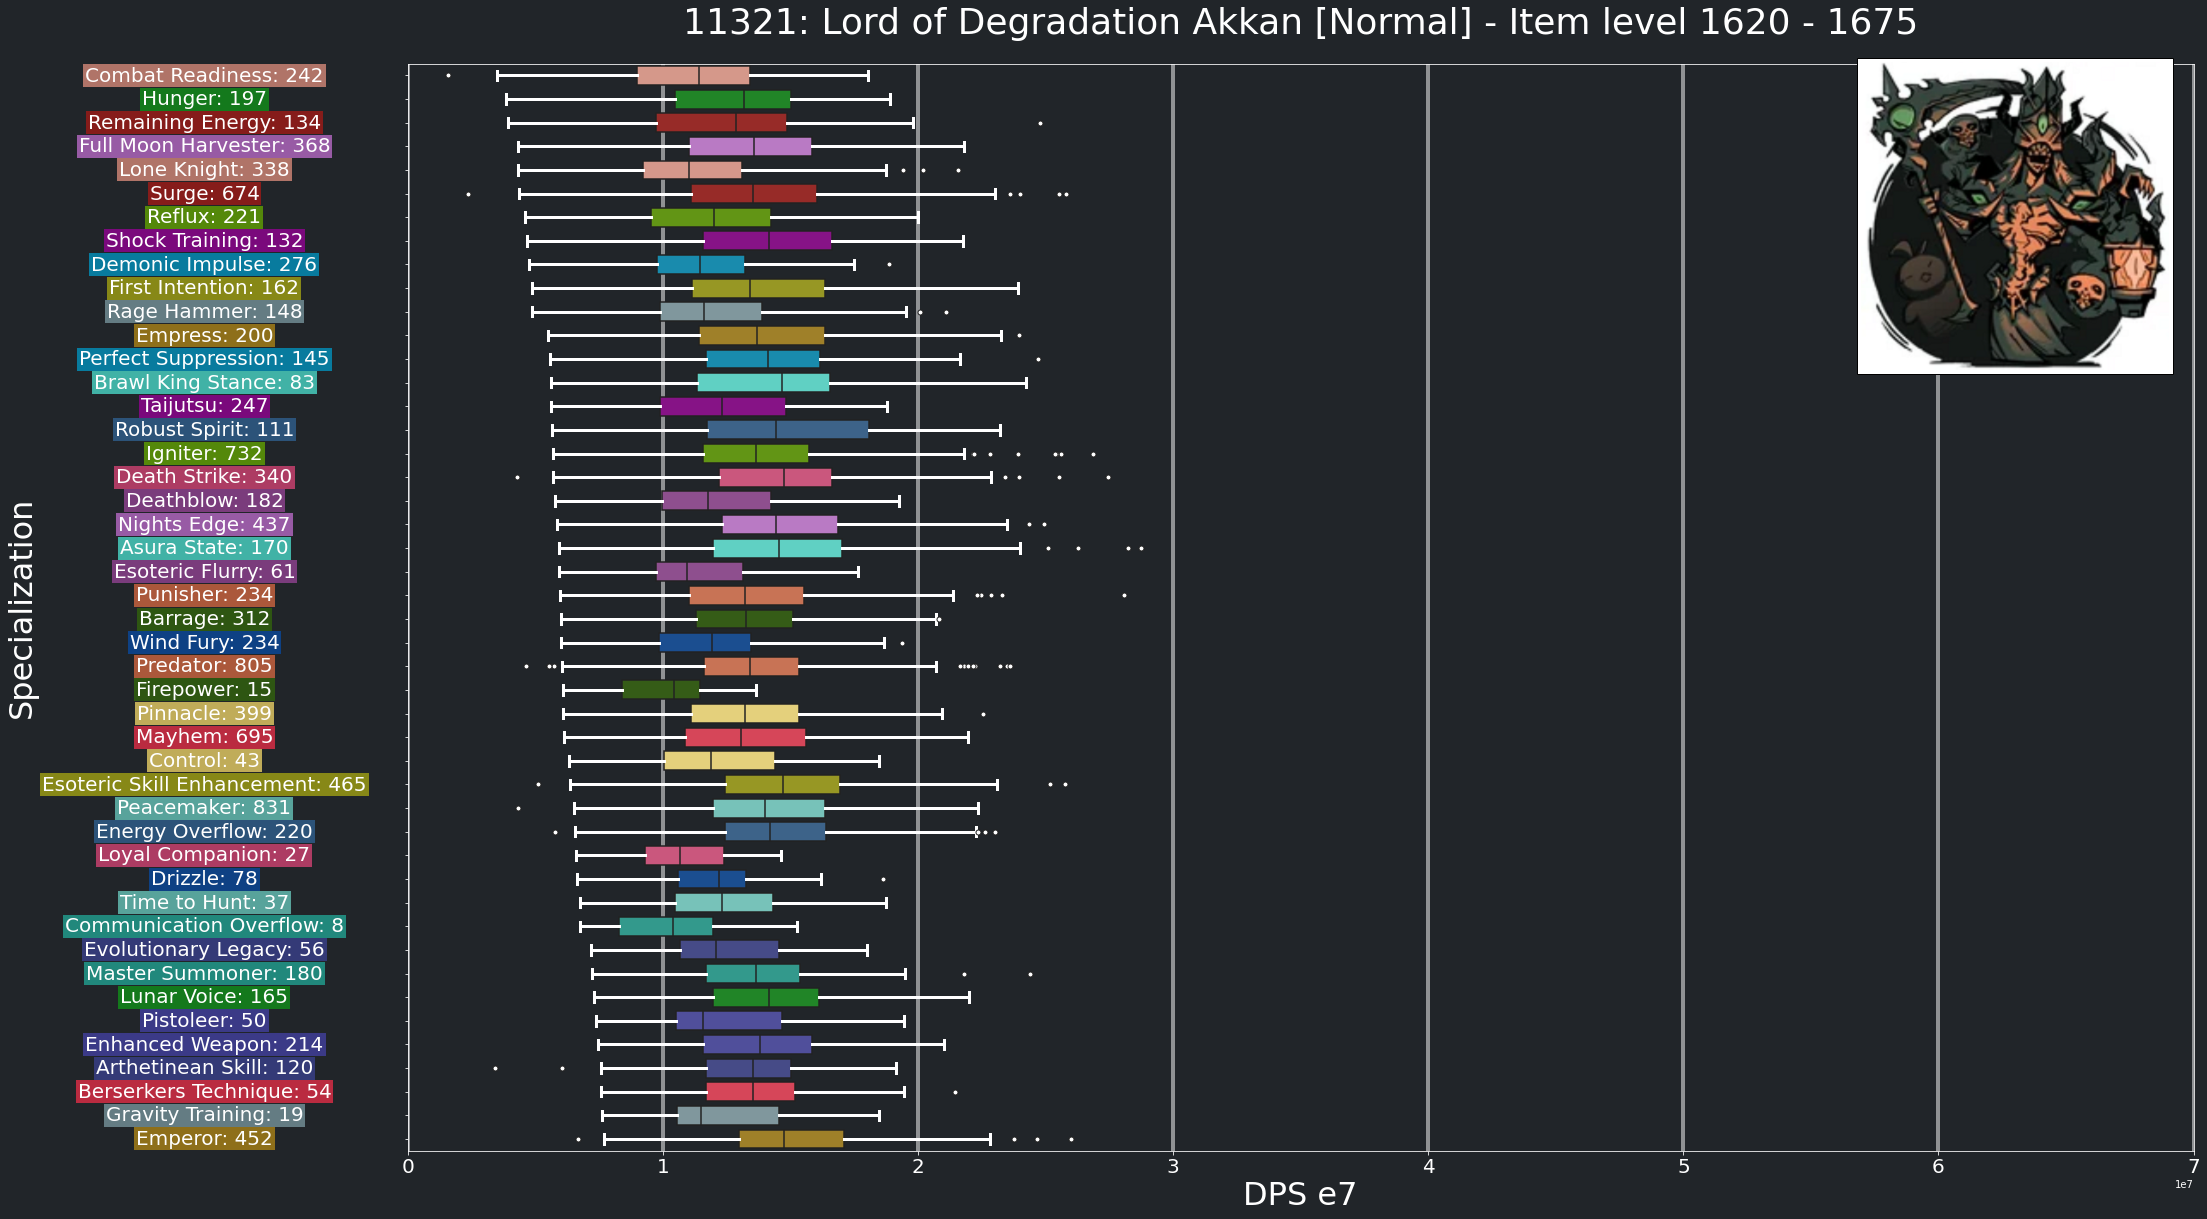 11321: Lord of Degradation Akkan [Normal] - Item level 1620 - 1675
Combat Readiness: 242
Hunger: 197
Remaining Energy: 134
Full Moon Harvester: 368
Lone Knight: 338
Surge: 674
Reflux: 221
Shock Training: 132
Demonic Impulse: 276
First Intention: 162
Rage Hammer: 148
Empress: 200
Perfect Suppression: 145
Brawl King Stance: 83
Taijutsu: 247
Robust Spirit: 111
Igniter: 732
Death Strike: 340
Deathblow: 182
Nights Edge: 437
Asura State: 170
Esoteric Flurry: 61
Punisher: 234
Barrage: 312
Wind Fury: 234
Predator: 805
Firepower: 15
Pinnacle: 399
Mayhem: 695
Control: 43
Esoteric Skill Enhancement: 465
Peacemaker: 831
Energy Overflow: 220
Loyal Companion: 27
Drizzle: 78
Time to Hunt: 37
Communication Overflow: 8
Evolutionary Legacy: 56
Master Summoner: 180
Lunar Voice: 165
Pistoleer: 50
Enhanced Weapon: 214
Arthetinean Skill: 120
Berserkers Technique: 54
Gravity Training: 19
Emperor: 452
Specialization
0 1 2 3 4 5 6 7
1e7
DPS e7